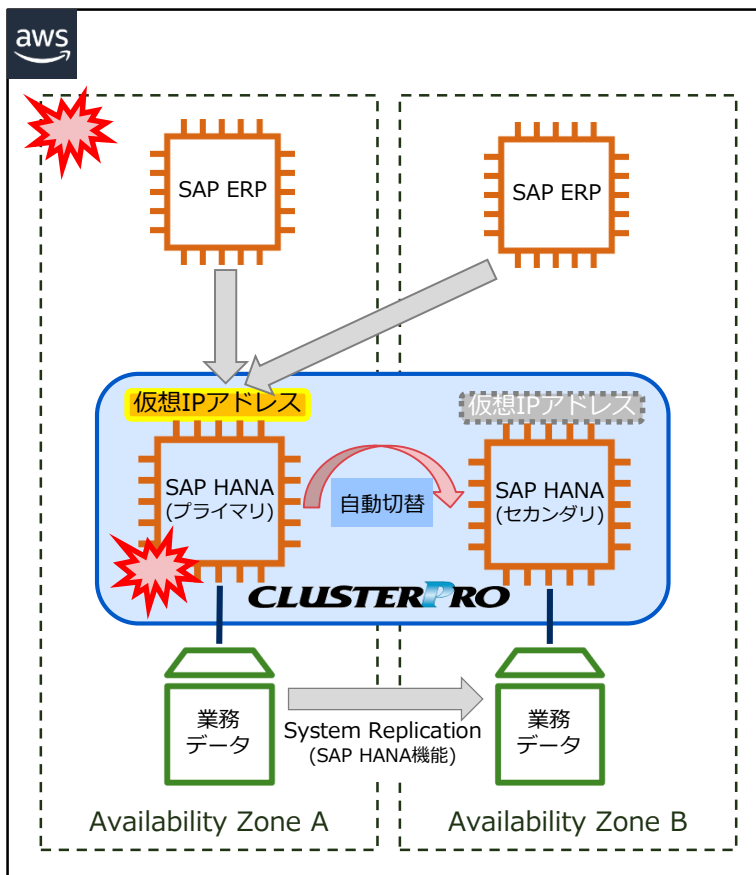 aws
SAP ERP
SAP ERP
仮想IPアドレス
仮想IPアドレス
SAP HANA
(プライマリ)
自動切替
SAP HANA
(セカンダリ)
CLUSTERPRO
業務
データ
System Replication
(SAP HANA機能)
業務
データ
Availability Zone A
Availability Zone B